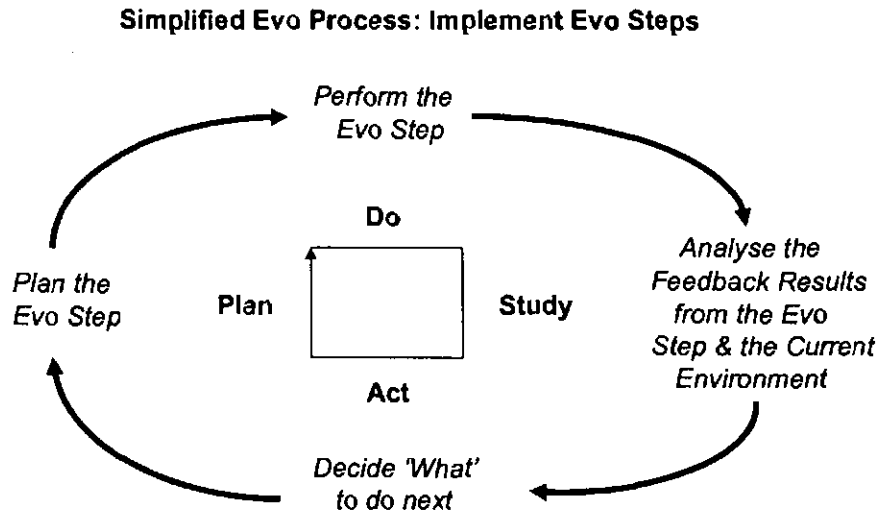 Simplified Evo Process: Implement Evo Steps
Perform the
Evo Step
Do
Plan the
Evo Step
Plan
Study
Analyse the
Feedback Results
from the Evo
Step & the Current
Environment
Act
Decide 'What'
to do next